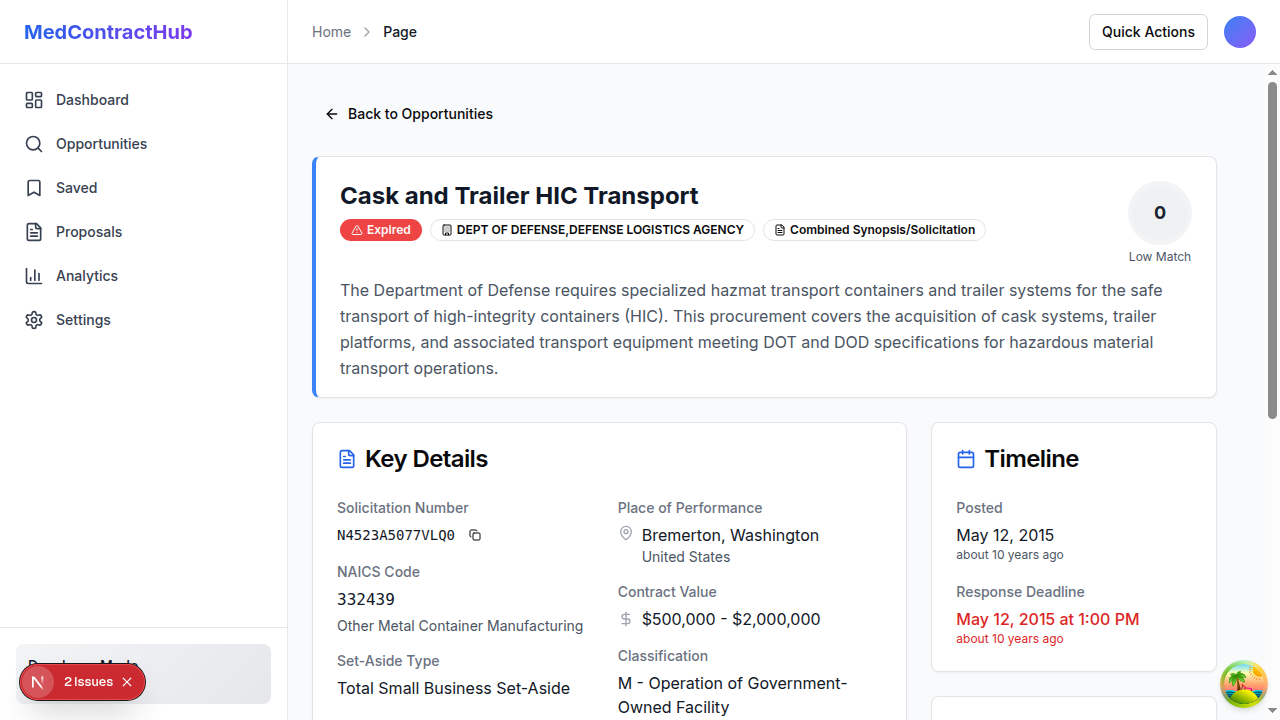 MedContractHub
Home
Page
Quick Actions
Dashboard
Opportunities
Saved
Proposals
Analytics
Settings
2 Issues
Back to Opportunities
Cask and Trailer HIC Transport
Expired
DEPT OF DEFENSE,DEFENSE LOGISTICS AGENCY
Combined Synopsis/Solicitation
0
Low Match
The Department of Defense requires specialized hazmat transport containers and trailer systems for the safe
transport of high-integrity containers (HIC). This procurement covers the acquisition of cask systems, trailer
platforms, and associated transport equipment meeting DOT and DOD specifications for hazardous material
transport operations.
Key Details
Solicitation Number
N4523A5077VLQ0
NAICS Code
332439
Other Metal Container Manufacturing
Set-Aside Type
Total Small Business Set-Aside
Place of Performance
Bremerton, Washington
United States
Contract Value
$500,000 - $2,000,000
Classification
M - Operation of Government-
Owned Facility
Timeline
Posted
May 12, 2015
about 10 years ago
Response Deadline
May 12, 2015 at 1:00 PM
about 10 years ago